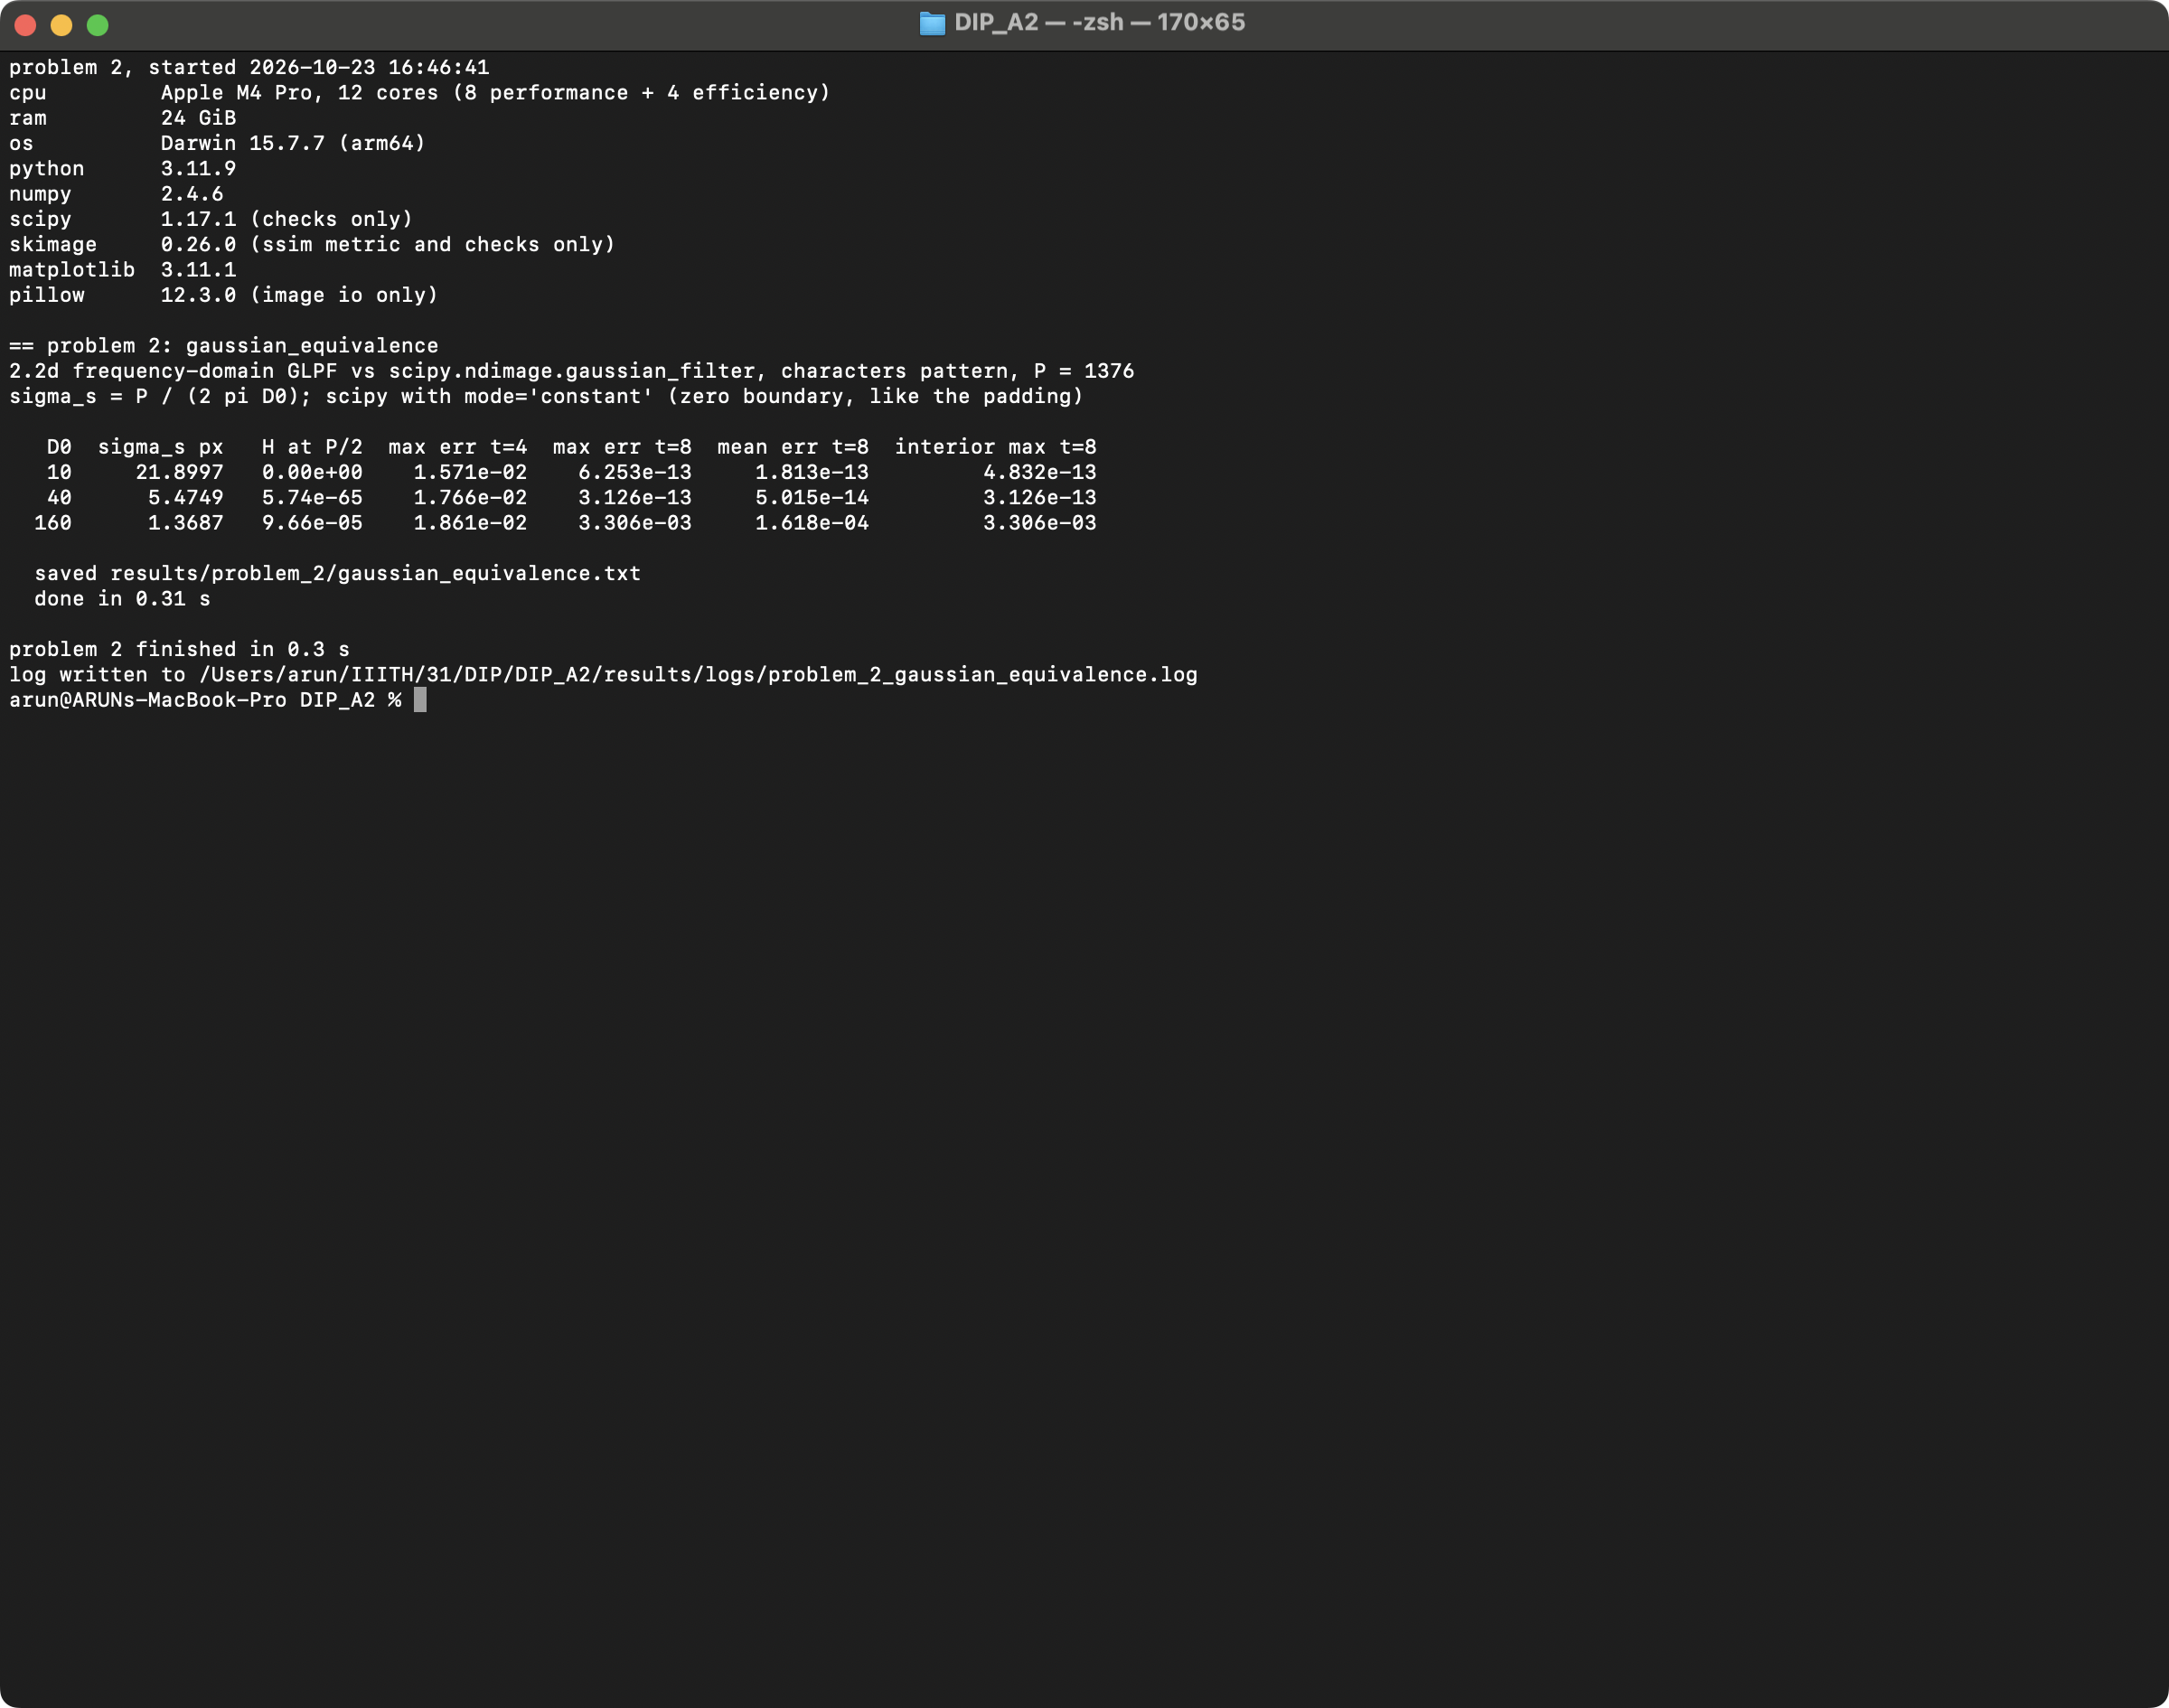 DIP_A2 — -zsh — 170×65
problem 2, started 2026-10-23 16:46:41
cpu         Apple M4 Pro, 12 cores (8 performance + 4 efficiency)
ram         24 GiB
os          Darwin 15.7.7 (arm64)
python      3.11.9
numpy       2.4.6
scipy       1.17.1 (checks only)
skimage     0.26.0 (ssim metric and checks only)
matplotlib  3.11.1
pillow      12.3.0 (image io only)

== problem 2: gaussian_equivalence
2.2d frequency-domain GLPF vs scipy.ndimage.gaussian_filter, characters pattern, P = 1376
sigma_s = P / (2 pi D0); scipy with mode='constant' (zero boundary, like the padding)

   D0  sigma_s px   H at P/2  max err t=4  max err t=8  mean err t=8  interior max t=8
   10     21.8997   0.00e+00    1.571e-02    6.253e-13     1.813e-13         4.832e-13
   40      5.4749   5.74e-65    1.766e-02    3.126e-13     5.015e-14         3.126e-13
  160      1.3687   9.66e-05    1.861e-02    3.306e-03     1.618e-04         3.306e-03

  saved results/problem_2/gaussian_equivalence.txt
  done in 0.31 s

problem 2 finished in 0.3 s
log written to /Users/arun/IIITH/31/DIP/DIP_A2/results/logs/problem_2_gaussian_equivalence.log
arun@ARUNs-MacBook-Pro DIP_A2 %